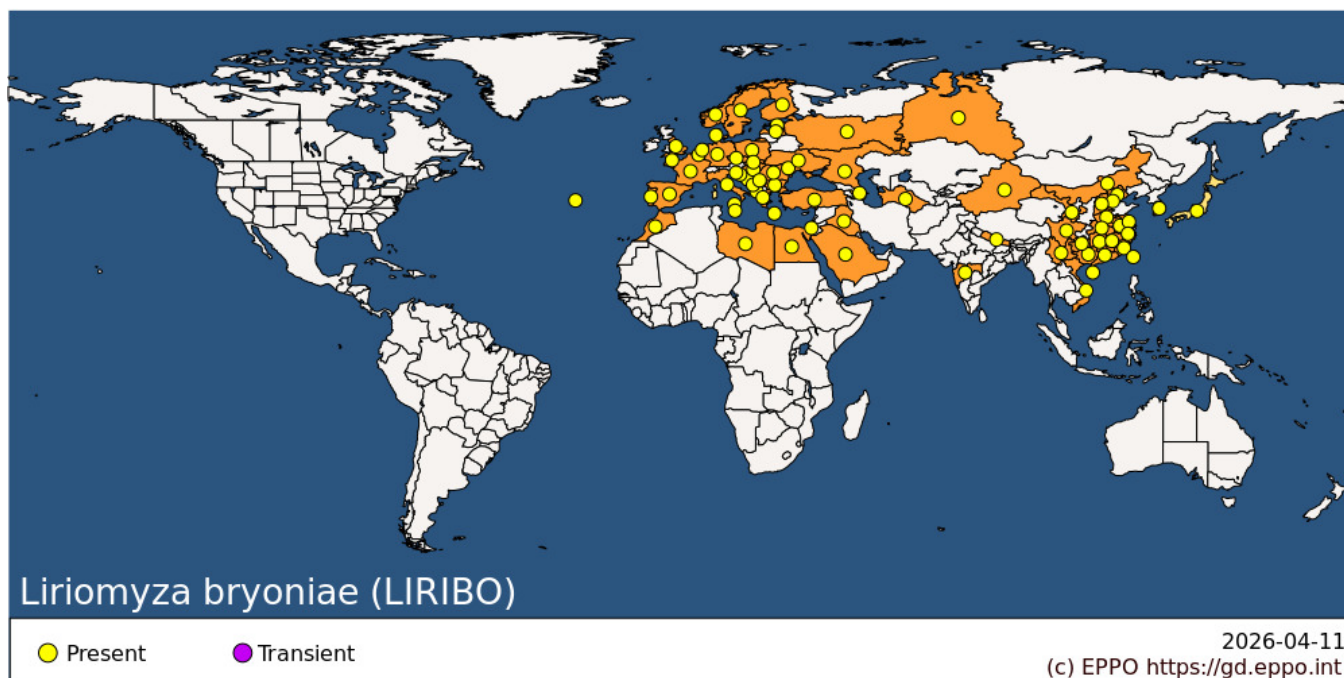 Liriomyza bryoniae (LIRIBO)
Present
Transient
2026-04-11
(c) EPPO https://gd.eppo.int